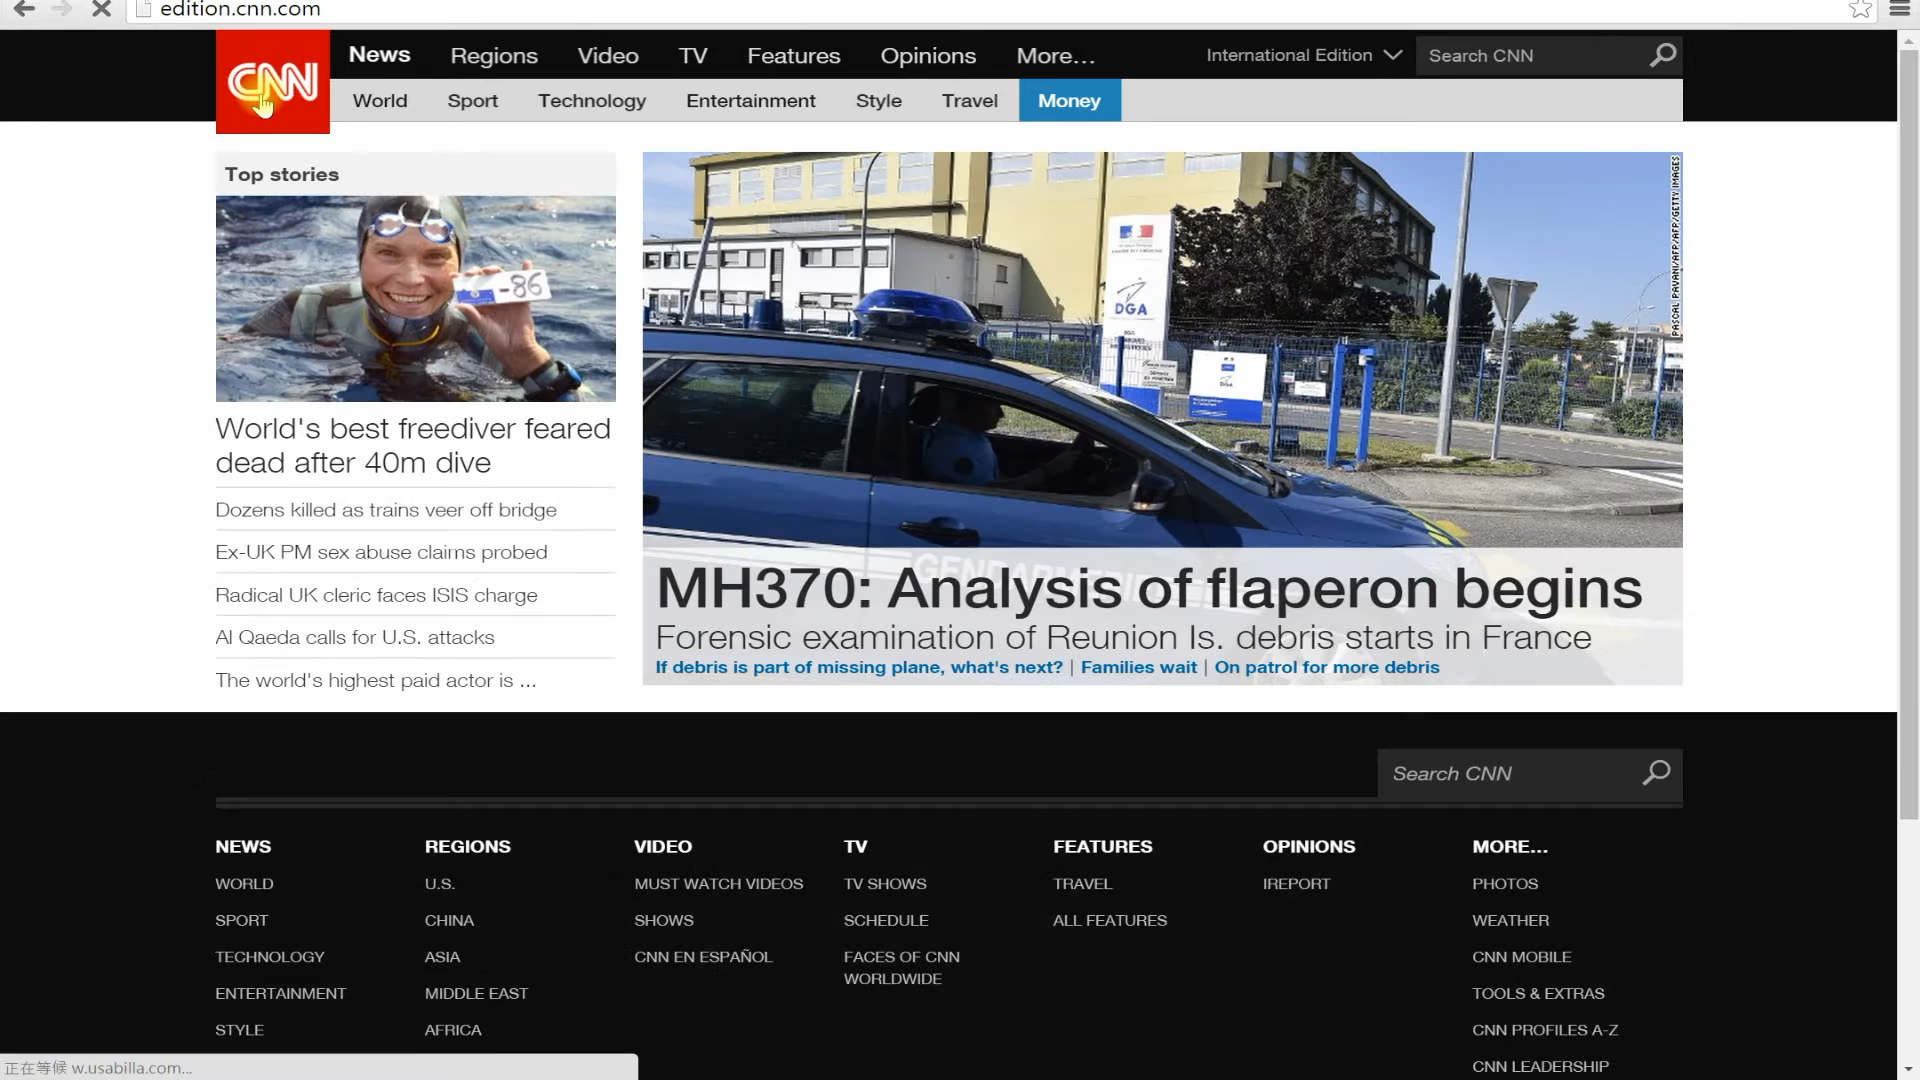 edition.cnn.com
CNN
News Regions Video TV Features Opinions More... International Edition Search CNN
World Sport Technology Entertainment Style Travel Money
Top stories
-86
World's best freediver feared
dead after 40m dive
Dozens killed as trains veer off bridge
Ex-UK PM sex abuse claims probed
Radical UK cleric faces ISIS charge
Al Qaeda calls for U.S. attacks
The world's highest paid actor is ...
PASCAL PAVANI/AFP/AFP/GETTY IMAGES
DGA
DGA
GENDARMERIE
MH370: Analysis of flaperon begins
Forensic examination of Reunion Is. debris starts in France
If debris is part of missing plane, what's next? | Families wait | On patrol for more debris
Search CNN
NEWS REGIONS VIDEO TV FEATURES OPINIONS MORE...
WORLD U.S. MUST WATCH VIDEOS TV SHOWS TRAVEL IREPORT PHOTOS
SPORT CHINA SHOWS SCHEDULE ALL FEATURES WEATHER
TECHNOLOGY ASIA CNN EN ESPAÑOL FACES OF CNN CNN MOBILE
WORLDWIDE
ENTERTAINMENT MIDDLE EAST TOOLS & EXTRAS
STYLE AFRICA CNN PROFILES A-Z
CNN LEADERSHIP
正在等候 w.usabilla.com...